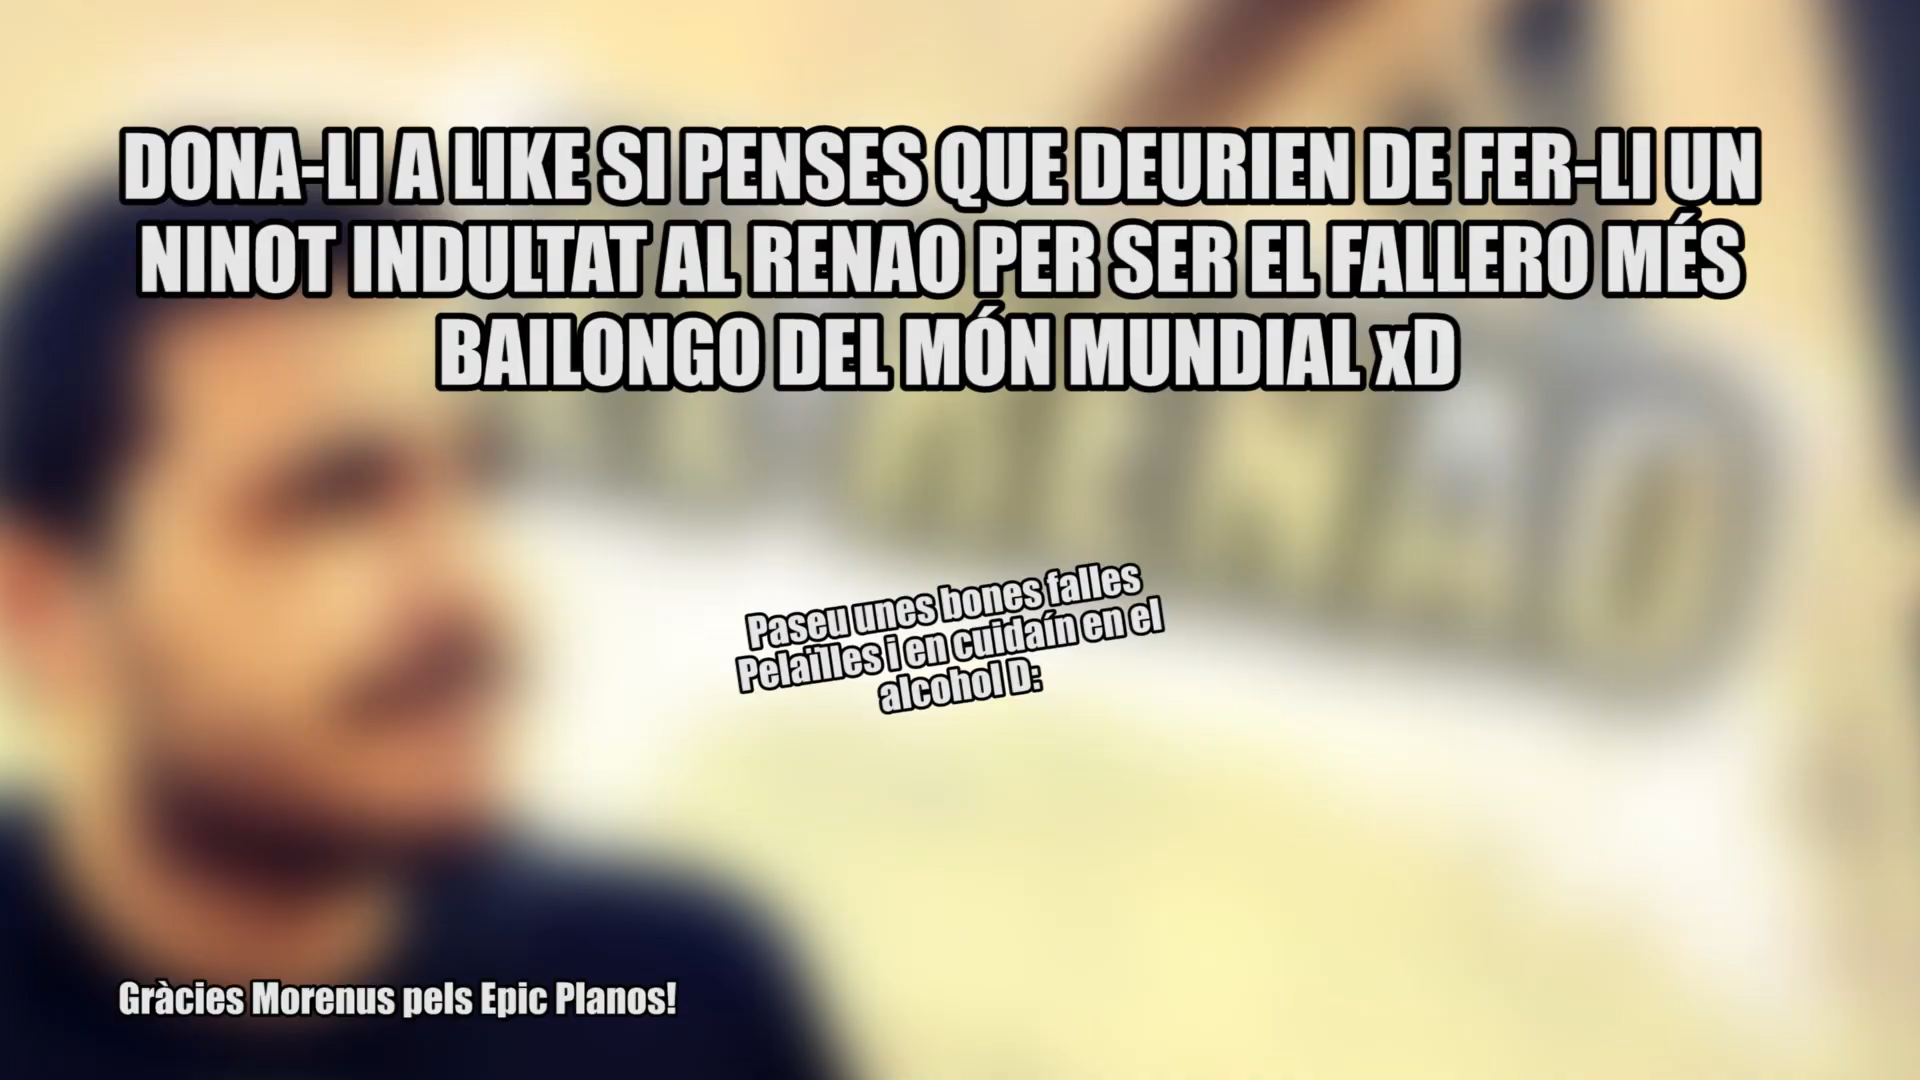 DONA-LI A LIKE SI PENSES QUE DEURIEN DE FER-LI UN
NINOT INDULTAT AL RENAO PER SER EL FALLERO MÉS
BAILONGO DEL MÓN MUNDIAL xD
Paseu unes bones falles
Pelaïlles i en cuidaín en el
alcohol D:
Gràcies Morenus pels Epic Planos!